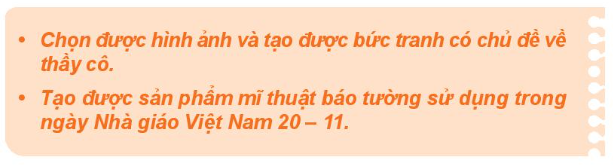 • Chọn được hình ảnh và tạo được bức tranh có chủ đề về
thầy cô.
• Tạo được sản phẩm mĩ thuật báo tường sử dụng trong
ngày Nhà giáo Việt Nam 20 – 11.